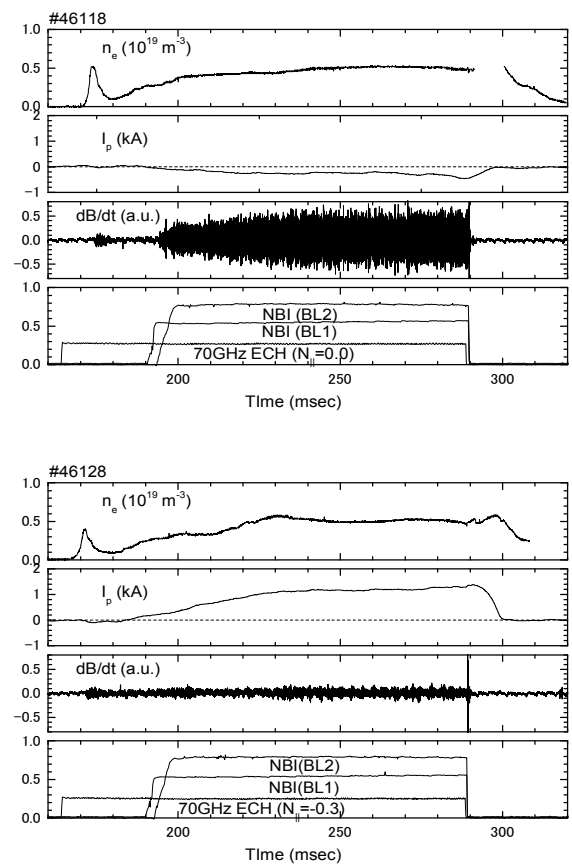 #46118
1.0
n_e (10^19 m^-3)
0.5
0.0
2
I_p (kA)
1
0
−1
dB/dt (a.u.)
0.5
0.0
−0.5
1.0
NBI (BL2)
0.5
NBI (BL1)
70GHz ECH (N_||=0.0)
0.0
200 250 300
TIme (msec)
#46128
1.0
n_e (10^19 m^-3)
0.5
0.0
2
I_p (kA)
1
0
−1
dB/dt (a.u.)
0.5
0.0
−0.5
1.0
NBI(BL2)
0.5
NBI(BL1)
70GHz ECH (N_||=-0.3)
0.0
200 250 300
TIme (msec)